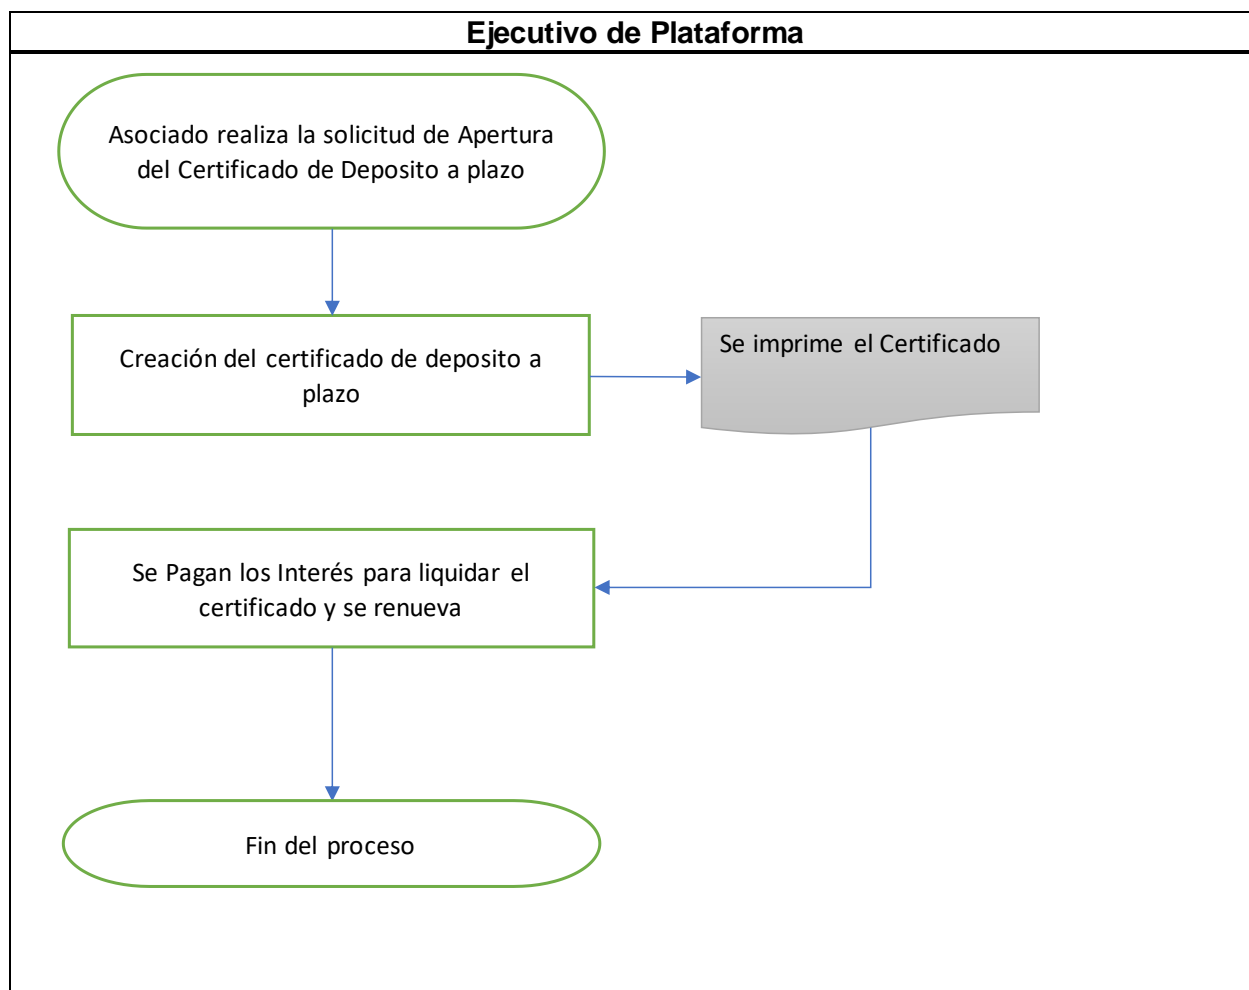 Ejecutivo de Plataforma
Asociado realiza la solicitud de Apertura
del Certificado de Deposito a plazo
Creación del certificado de deposito a
plazo
Se imprime el Certificado
Se Pagan los Interés para liquidar el
certificado y se renueva
Fin del proceso